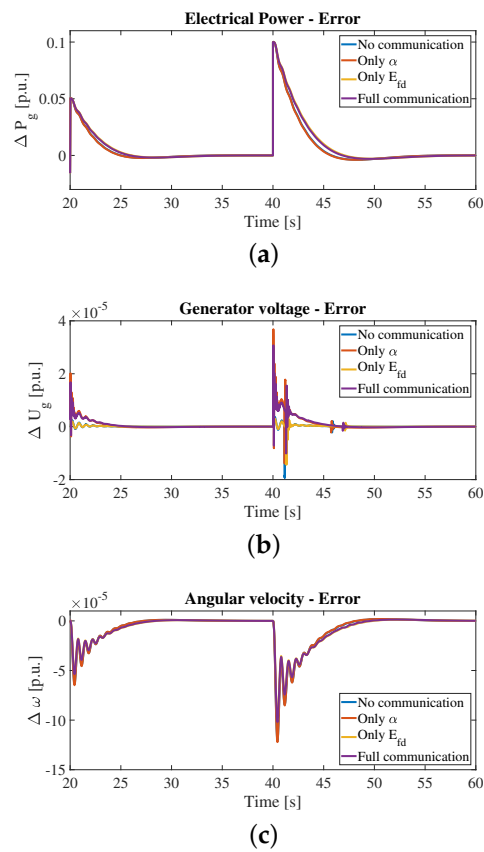 Electrical Power - Error
Δ P_g [p.u.]
0.1
0.05
0
No communication
Only α
Only E_fd
Full communication
20 25 30 35 40 45 50 55 60
Time [s]
(a)
Generator voltage - Error
×10^-5
Δ U_g [p.u.]
4
2
0
-2
No communication
Only α
Only E_fd
Full communication
20 25 30 35 40 45 50 55 60
Time [s]
(b)
Angular velocity - Error
×10^-5
Δ ω [p.u.]
0
-5
-10
-15
No communication
Only α
Only E_fd
Full communication
20 25 30 35 40 45 50 55 60
Time [s]
(c)